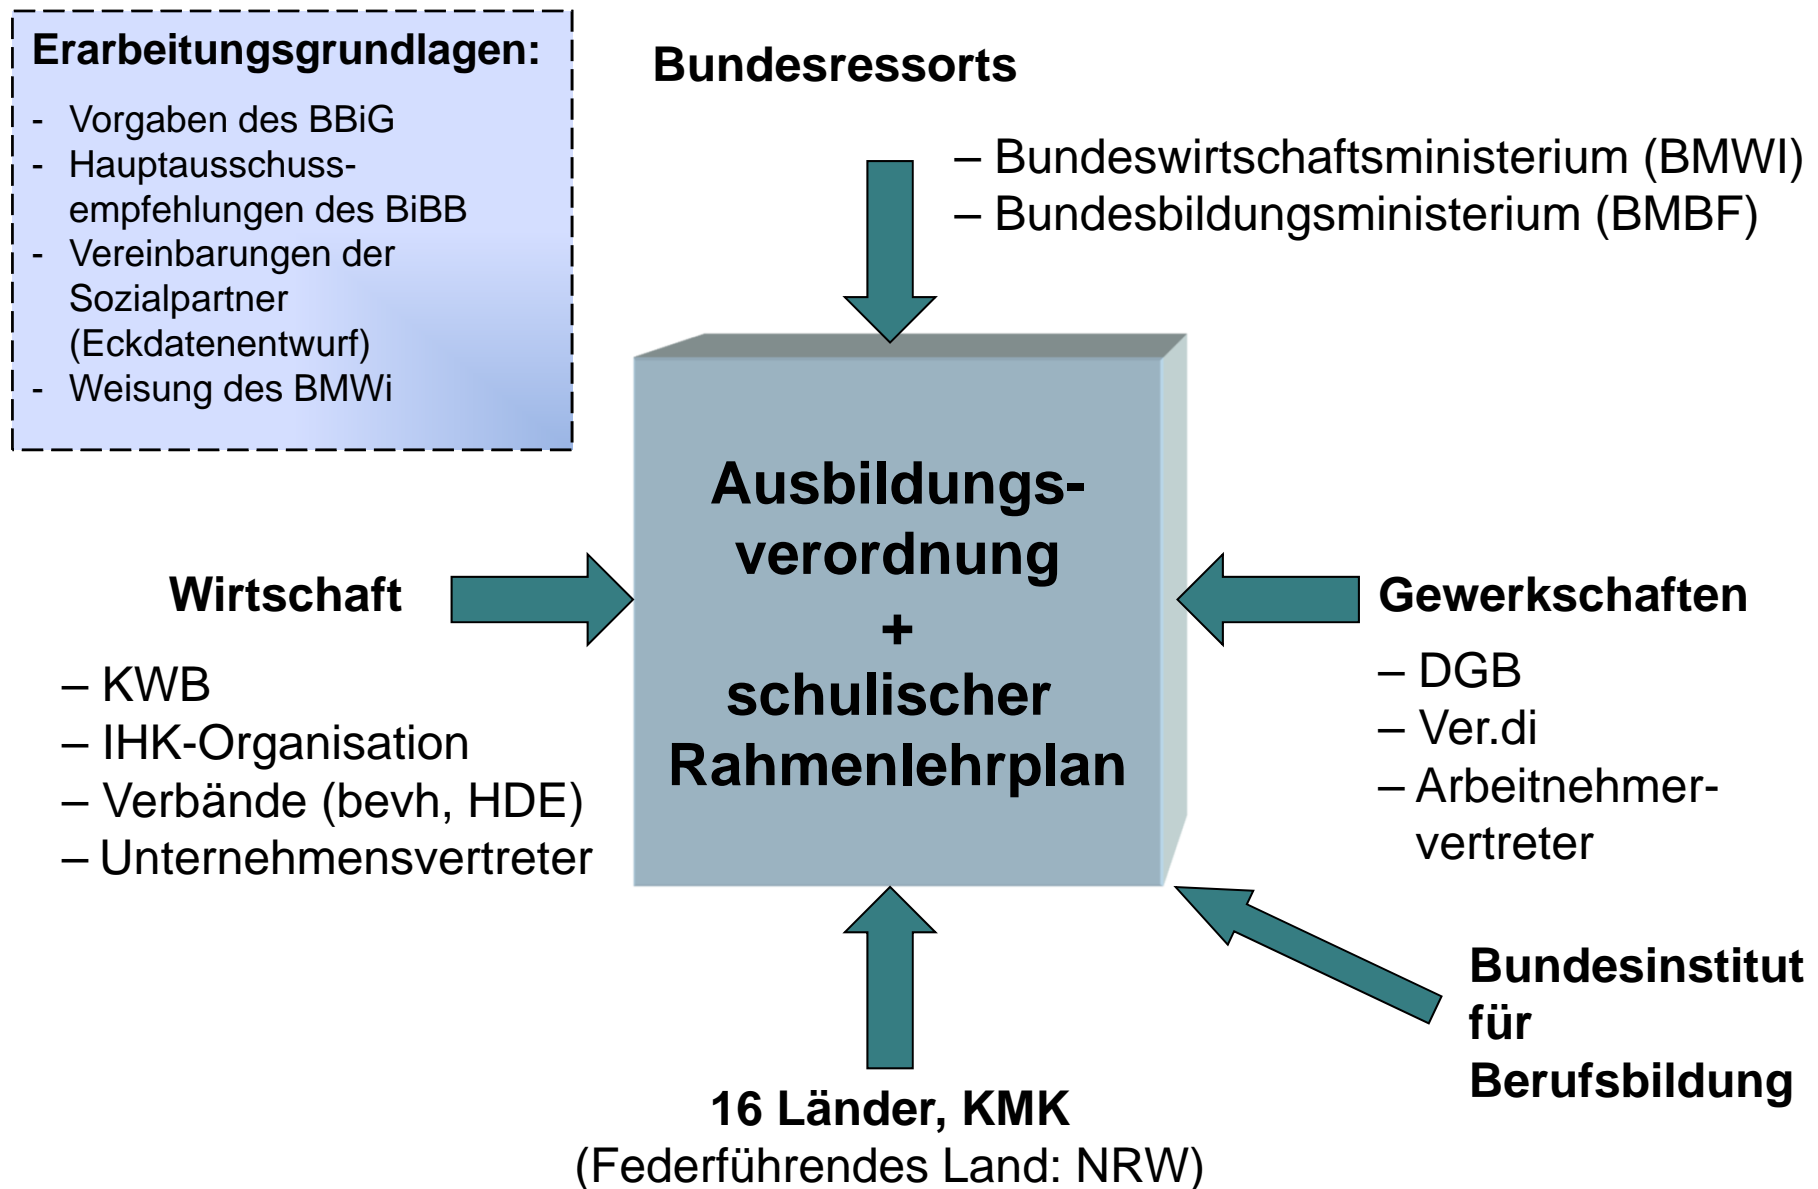 Erarbeitungsgrundlagen:
- Vorgaben des BBiG
- Hauptausschuss-
empfehlungen des BiBB
- Vereinbarungen der
Sozialpartner
(Eckdatenentwurf)
- Weisung des BMWi
Bundesressorts
– Bundeswirtschaftsministerium (BMWI)
– Bundesbildungsministerium (BMBF)
Ausbildungs-
verordnung
+
schulischer
Rahmenlehrplan
Wirtschaft
– KWB
– IHK-Organisation
– Verbände (bevh, HDE)
– Unternehmensvertreter
Gewerkschaften
– DGB
– Ver.di
– Arbeitnehmer-
vertreter
Bundesinstitut
für
Berufsbildung
16 Länder, KMK
(Federführendes Land: NRW)